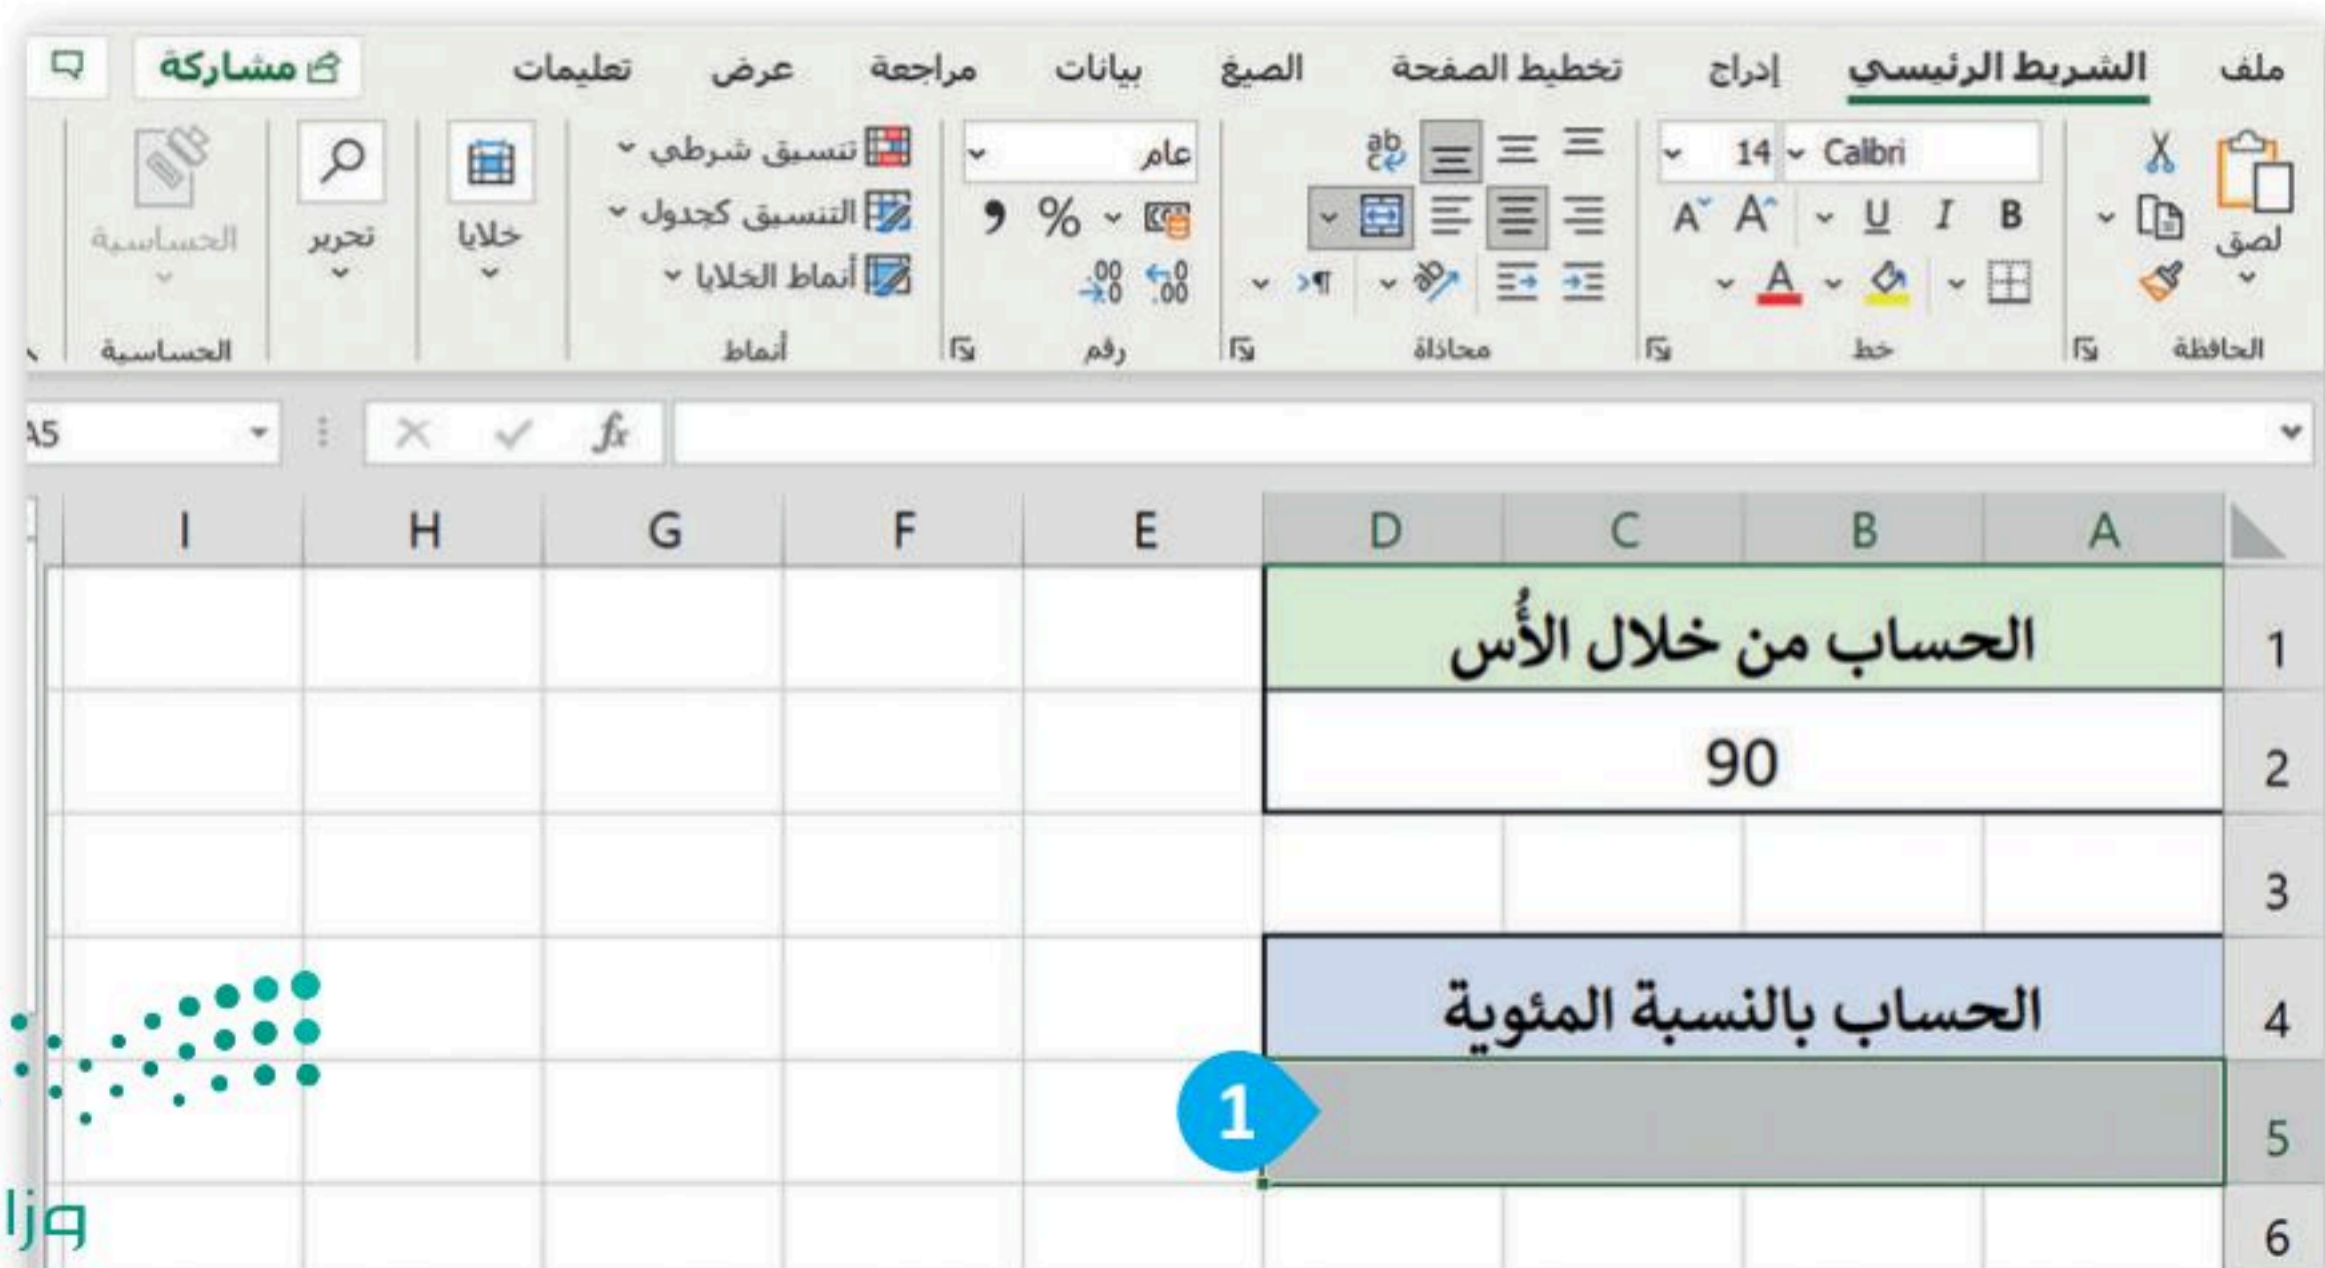 ملف الشريط الرئيسي إدراج تخطيط الصفحة الصيغ بيانات مراجعة عرض تعليمات مشاركة
Calibri 14 عام تنسيق شرطي
لصق B I U A A % التنسيق كجدول خلايا تحرير الحساسية
A أنماط الخلايا
الحافظة خط محاذاة رقم أنماط الحساسية
A5 fx
A B C D E F G H I
1 الحساب من خلال الأُس
2 90
3
4 الحساب بالنسبة المئوية
5 1
6
وزا